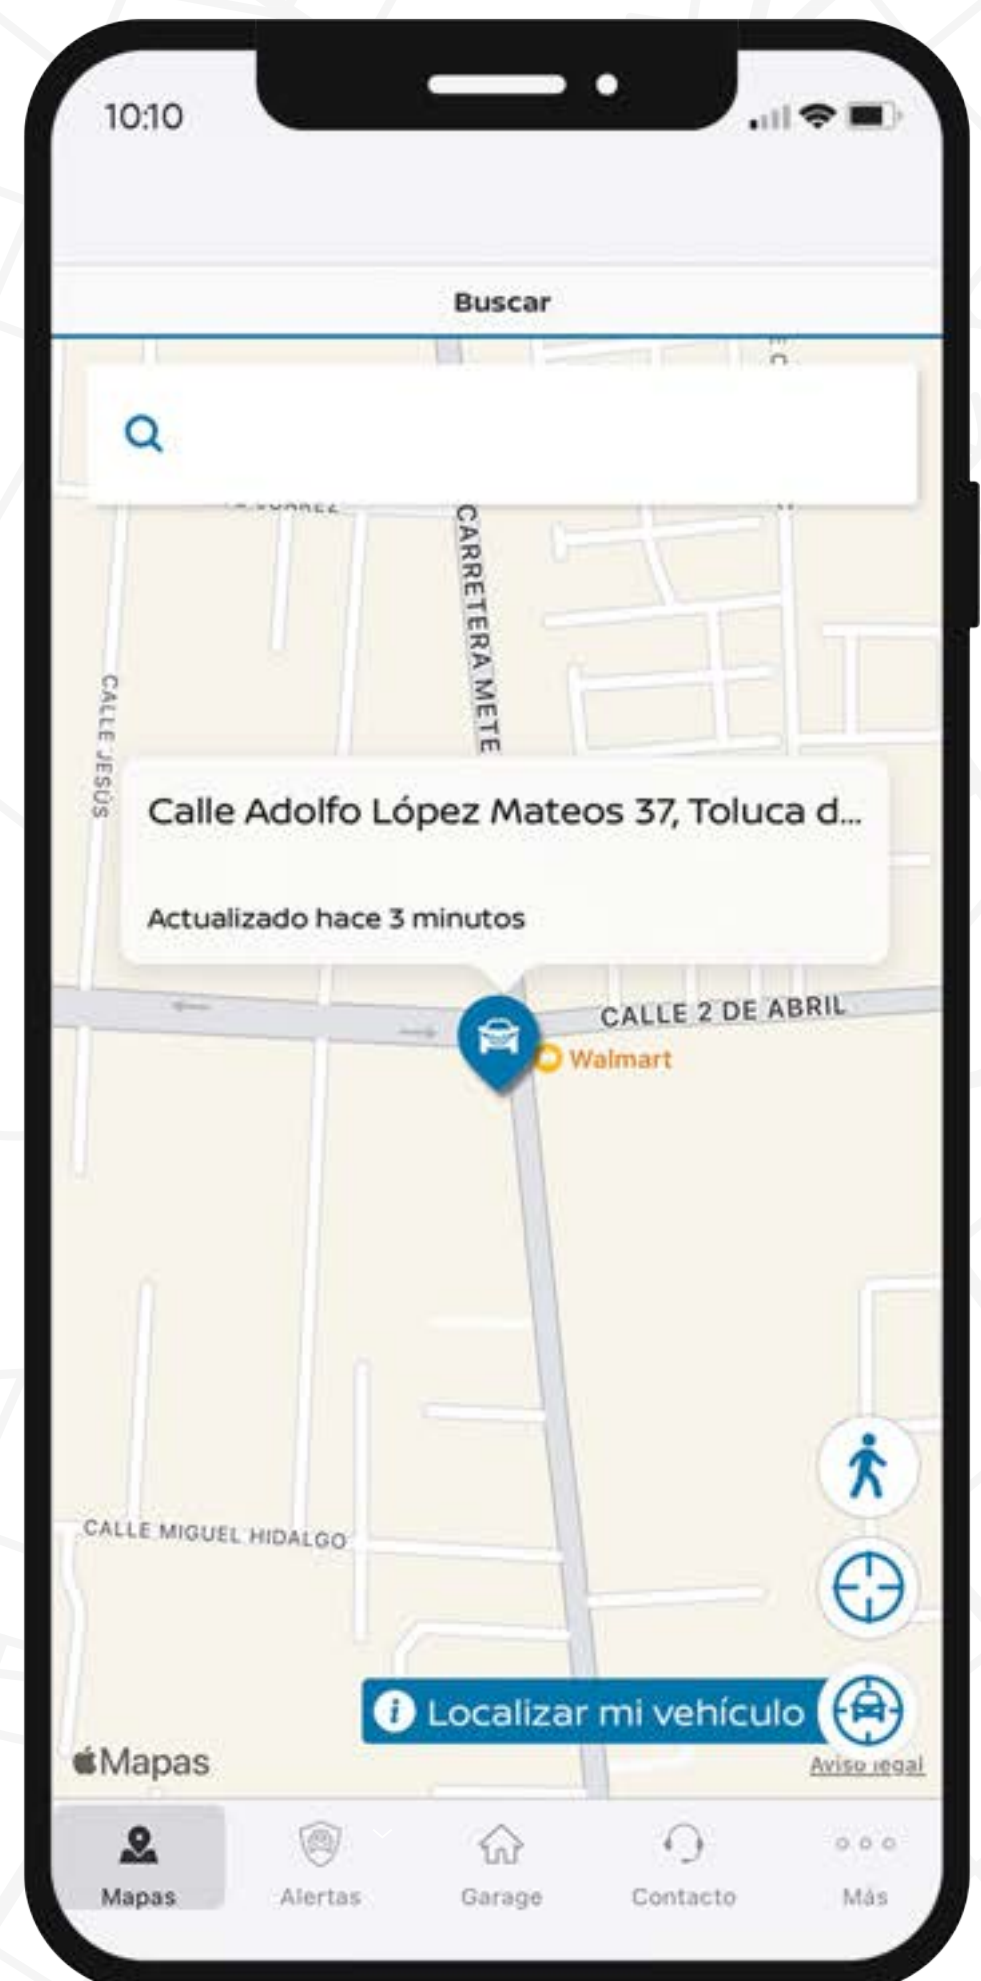 10:10
Buscar
JUÁREZ
CARRETERA METE
CALLE JESÚS
Calle Adolfo López Mateos 37, Toluca d...
Actualizado hace 3 minutos
CALLE 2 DE ABRIL
Walmart
CALLE MIGUEL HIDALGO
i Localizar mi vehículo
Mapas
Aviso legal
Mapas
Alertas
Garage
Contacto
Más